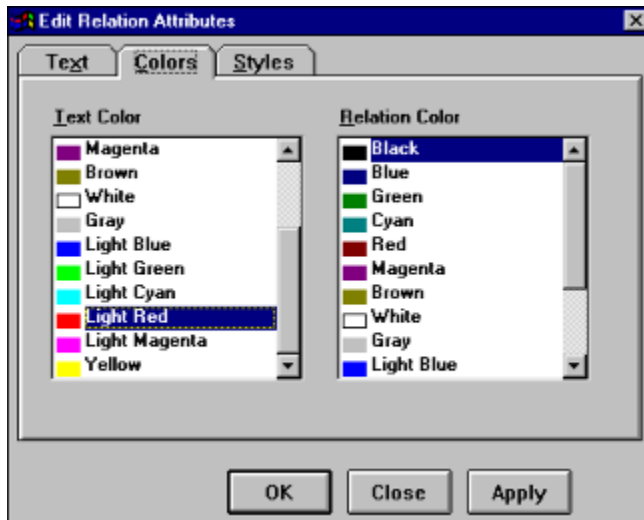 Edit Relation Attributes
Text Colors Styles
Text Color
Magenta
Brown
White
Gray
Light Blue
Light Green
Light Cyan
Light Red
Light Magenta
Yellow
Relation Color
Black
Blue
Green
Cyan
Red
Magenta
Brown
White
Gray
Light Blue
OK Close Apply